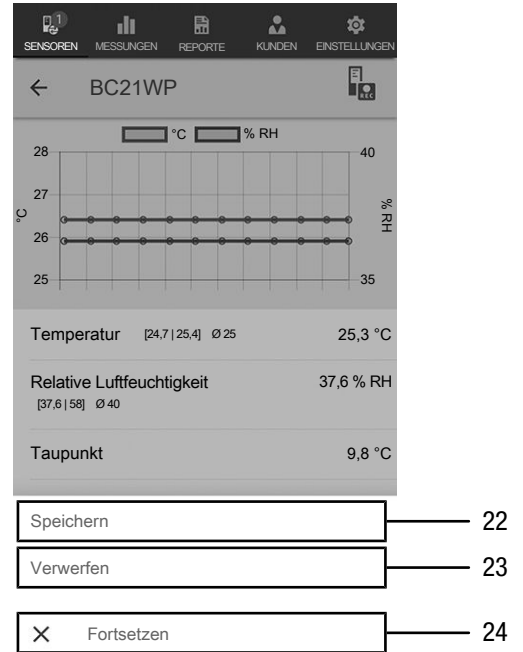 1
SENSOREN MESSUNGEN REPORTE KUNDEN EINSTELLUNGEN
BC21WP
REC
°C % RH
28 40
27
°C % RH
26
25 35
Temperatur [24,7 | 25,4] Ø 25 25,3 °C
Relative Luftfeuchtigkeit 37,6 % RH
[37,6 | 58] Ø 40
Taupunkt 9,8 °C
Speichern 22
Verwerfen 23
Fortsetzen 24